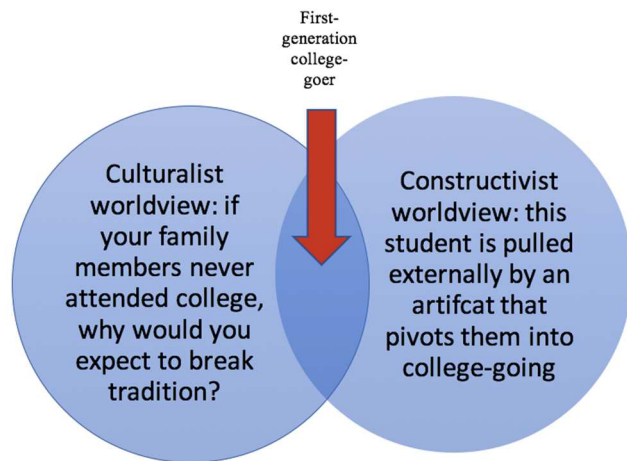 First-
generation
college-
goer
Culturalist
worldview: if
your family
members never
attended college,
why would you
expect to break
tradition?
Constructivist
worldview: this
student is pulled
externally by an
artifcat that
pivots them into
college-going